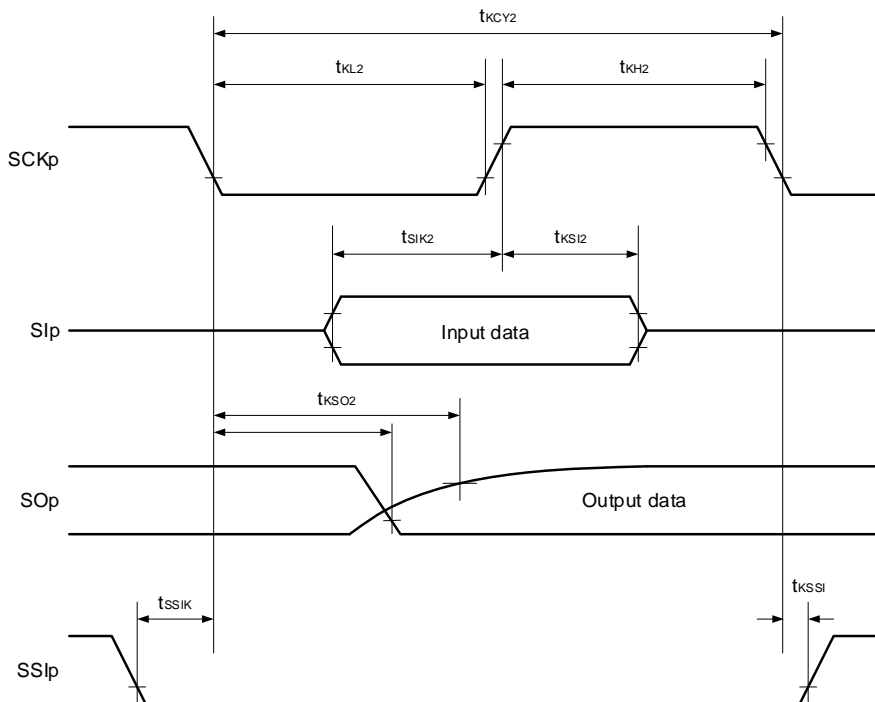 tKCY2
tKL2
tKH2
SCKp
tSIK2
tKSI2
SIp
Input data
tKSO2
SOp
Output data
tSSIK
tKSSI
SSIp